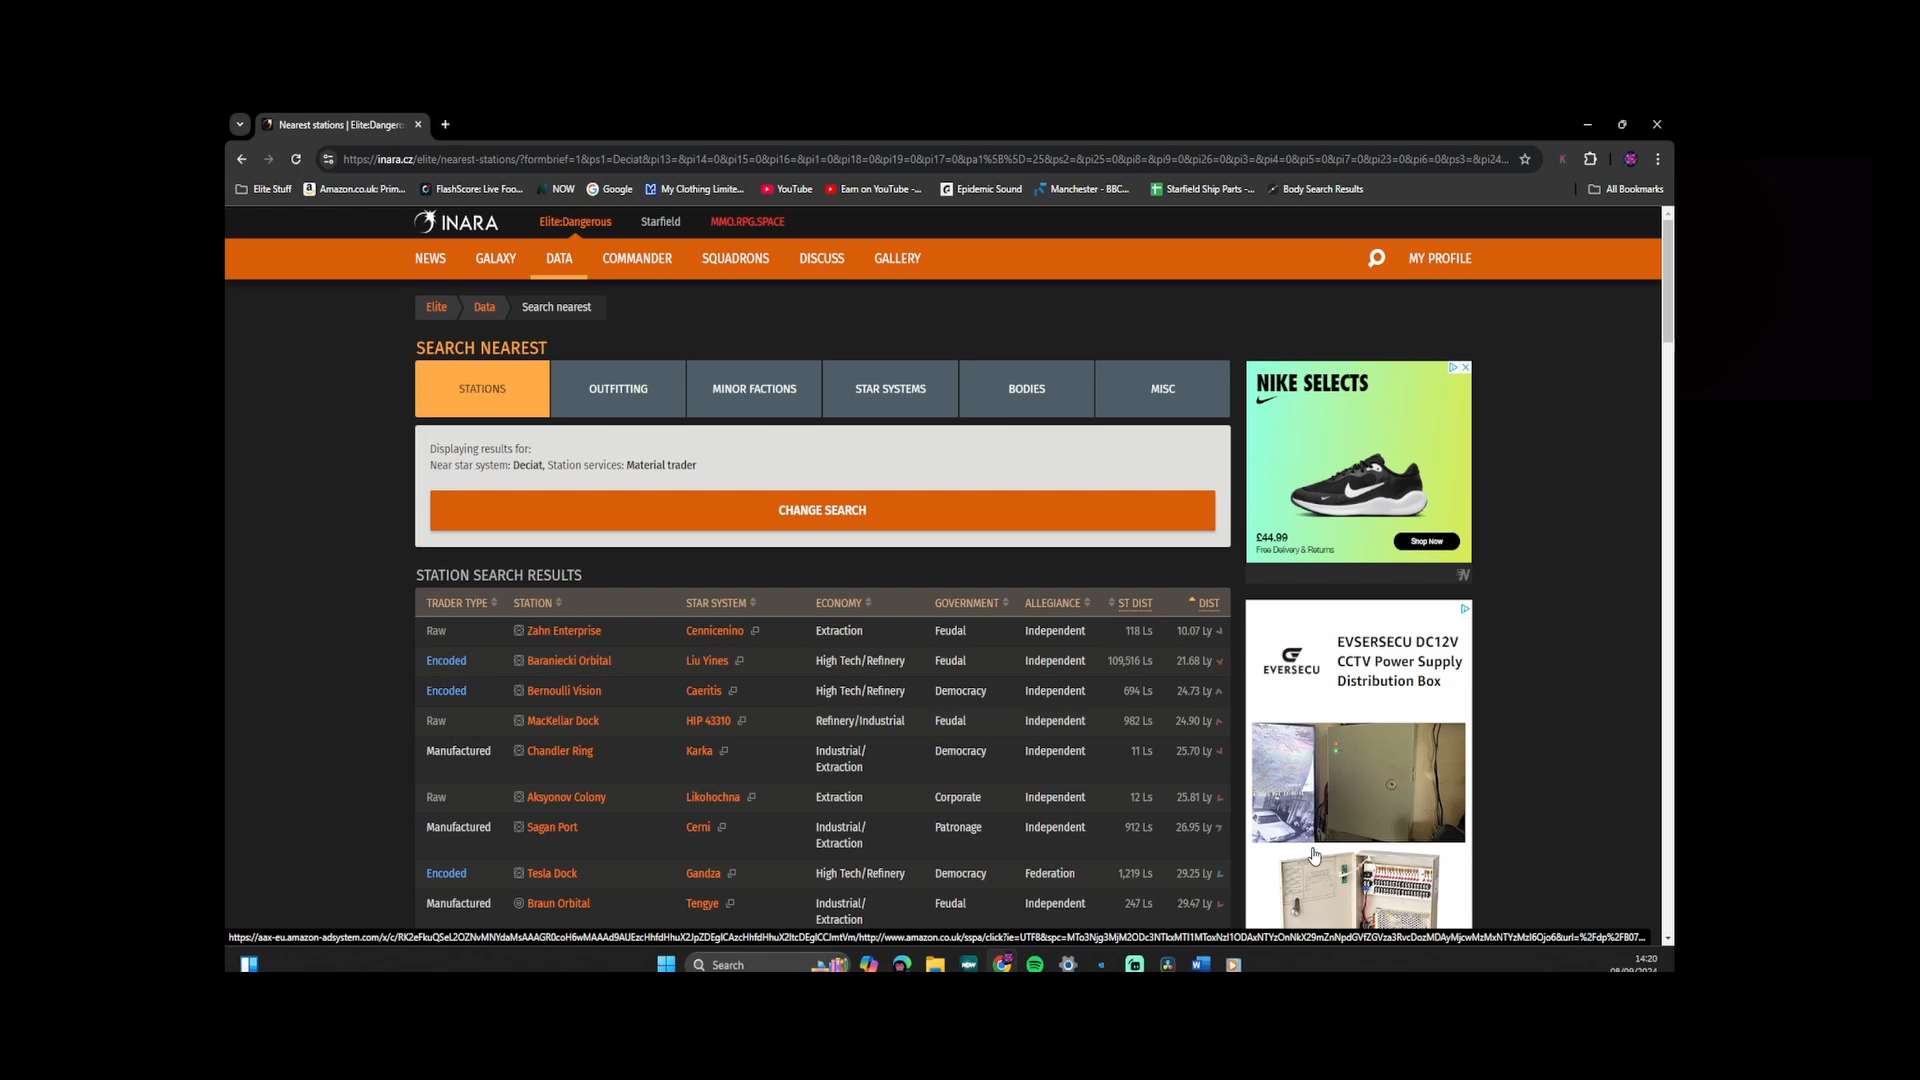 Nearest stations | Elite:Dangero
https://inara.cz/elite/nearest-stations/?formbrief=1&ps1=Deciat&pi13=&pi14=0&pi15=0&pi16=&pi1=0&pi18=0&pi19=0&pi17=0&pa1%5B%5D=25&ps2=&pi25=0&pi8=&pi9=0&pi26=0&pi3=&pi4=0&pi5=0&pi7=0&pi23=0&pi6=0&ps3=&pi24...
Elite Stuff Amazon.co.uk: Prim... FlashScore: Live Foo... NOW Google My Clothing Limite... YouTube Earn on YouTube -... Epidemic Sound Manchester - BBC... Starfield Ship Parts -... Body Search Results All Bookmarks
INARA Elite:Dangerous Starfield MMO.RPG.SPACE
NEWS GALAXY DATA COMMANDER SQUADRONS DISCUSS GALLERY MY PROFILE
Elite Data Search nearest
SEARCH NEAREST
STATIONS OUTFITTING MINOR FACTIONS STAR SYSTEMS BODIES MISC
Displaying results for:
Near star system: Deciat, Station services: Material trader
CHANGE SEARCH
STATION SEARCH RESULTS
TRADER TYPE STATION STAR SYSTEM ECONOMY GOVERNMENT ALLEGIANCE ST DIST DIST
Raw Zahn Enterprise Cennicenino Extraction Feudal Independent 118 Ls 10.07 Ly
Encoded Baraniecki Orbital Liu Yines High Tech/Refinery Feudal Independent 109,516 Ls 21.68 Ly
Encoded Bernoulli Vision Caeritis High Tech/Refinery Democracy Independent 694 Ls 24.73 Ly
Raw MacKellar Dock HIP 43310 Refinery/Industrial Feudal Independent 982 Ls 24.90 Ly
Manufactured Chandler Ring Karka Industrial/ Democracy Independent 11 Ls 25.70 Ly
Extraction
Raw Aksyonov Colony Likohochna Extraction Corporate Independent 12 Ls 25.81 Ly
Manufactured Sagan Port Cerni Industrial/ Patronage Independent 912 Ls 26.95 Ly
Extraction
Encoded Tesla Dock Gandza High Tech/Refinery Democracy Federation 1,219 Ls 29.25 Ly
Manufactured Braun Orbital Tengye Industrial/ Feudal Independent 247 Ls 29.47 Ly
Extraction
NIKE SELECTS
£44.99
Free Delivery & Returns
Shop Now
EVERSECU
EVSERSECU DC12V
CCTV Power Supply
Distribution Box
Search
14:20
08/09/2024